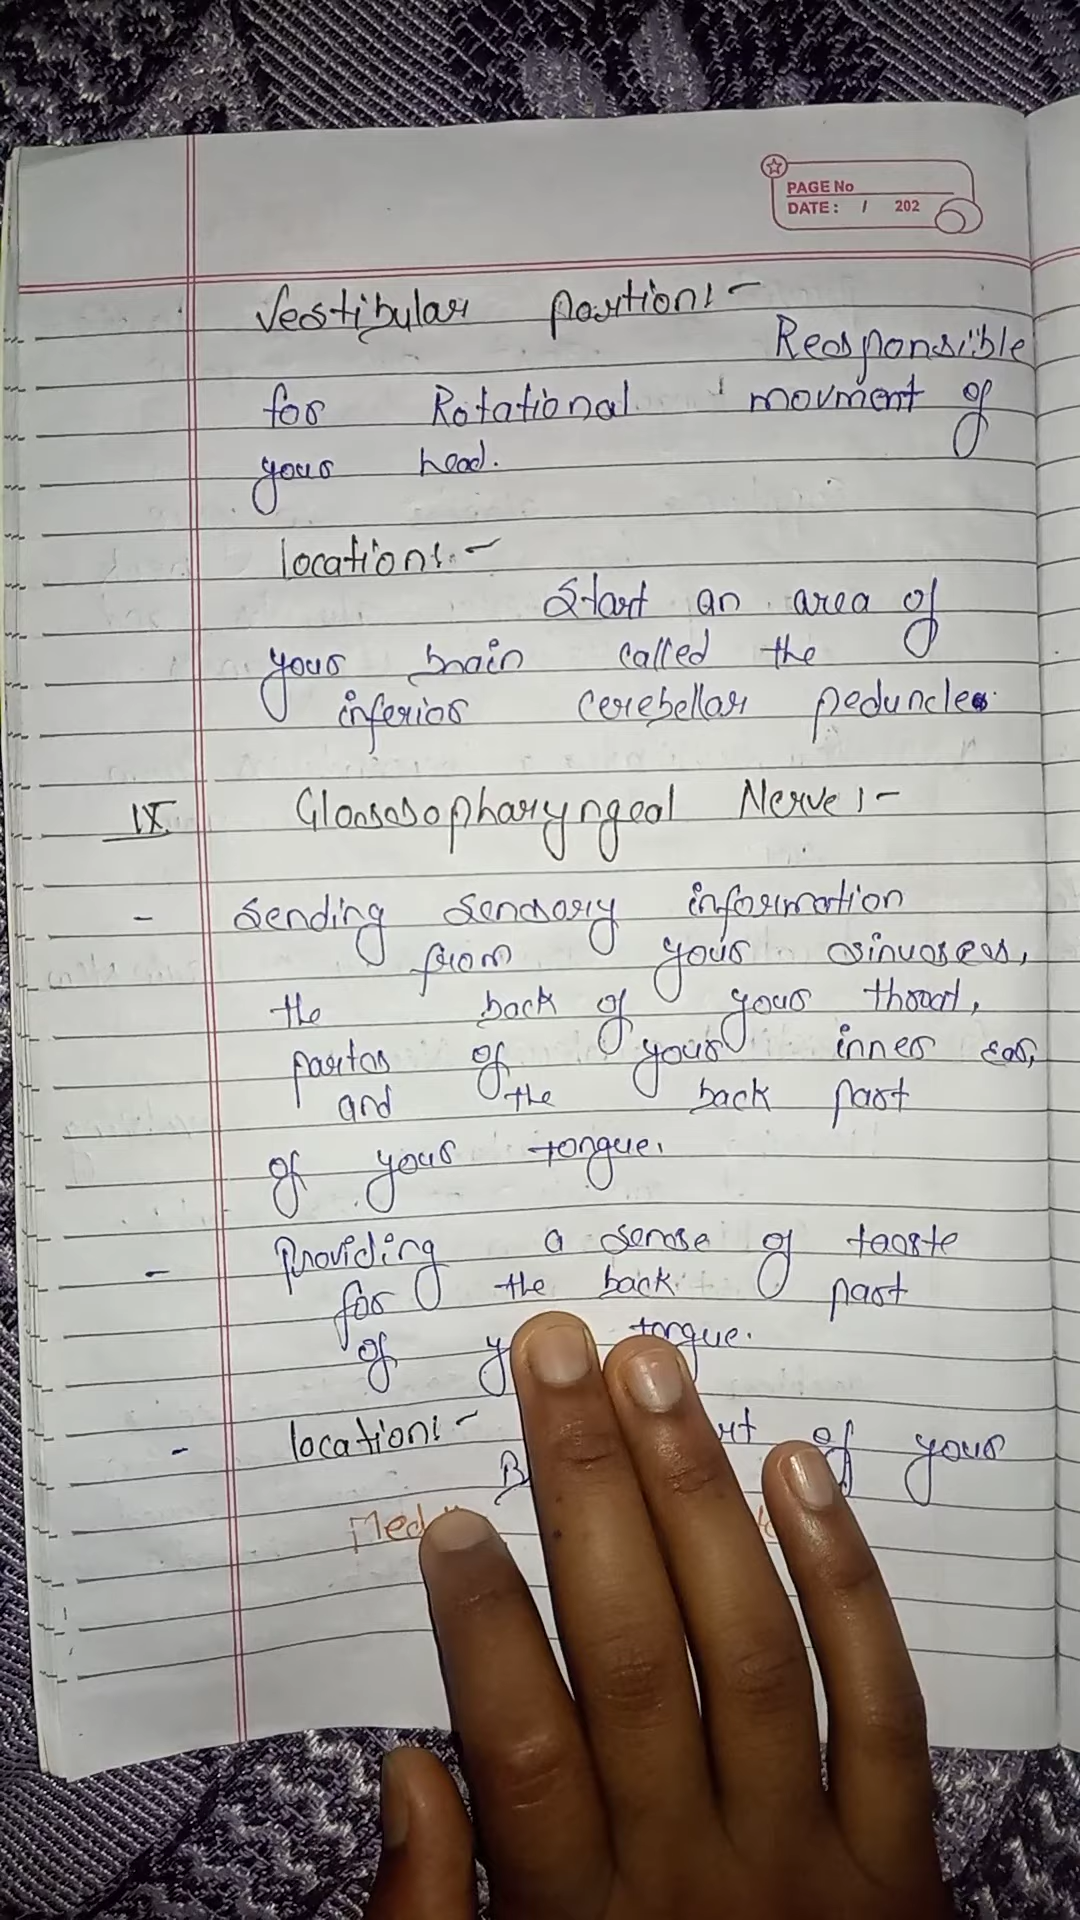 PAGE No
DATE: / 202
Vestibular portion:-
Responsible
for Rotational movment of
your head.
location:-
Start an area of
your brain called the
inferior cerebellar peduncle.
IX. Glossopharyngeal Nerve:-
- Sending sensory information
from your sinuses,
the back of your throat,
parts of your inner ear,
and the back part
of your tongue.
- Providing a sense of taste
for the back part
of tongue.
- location:-
of your